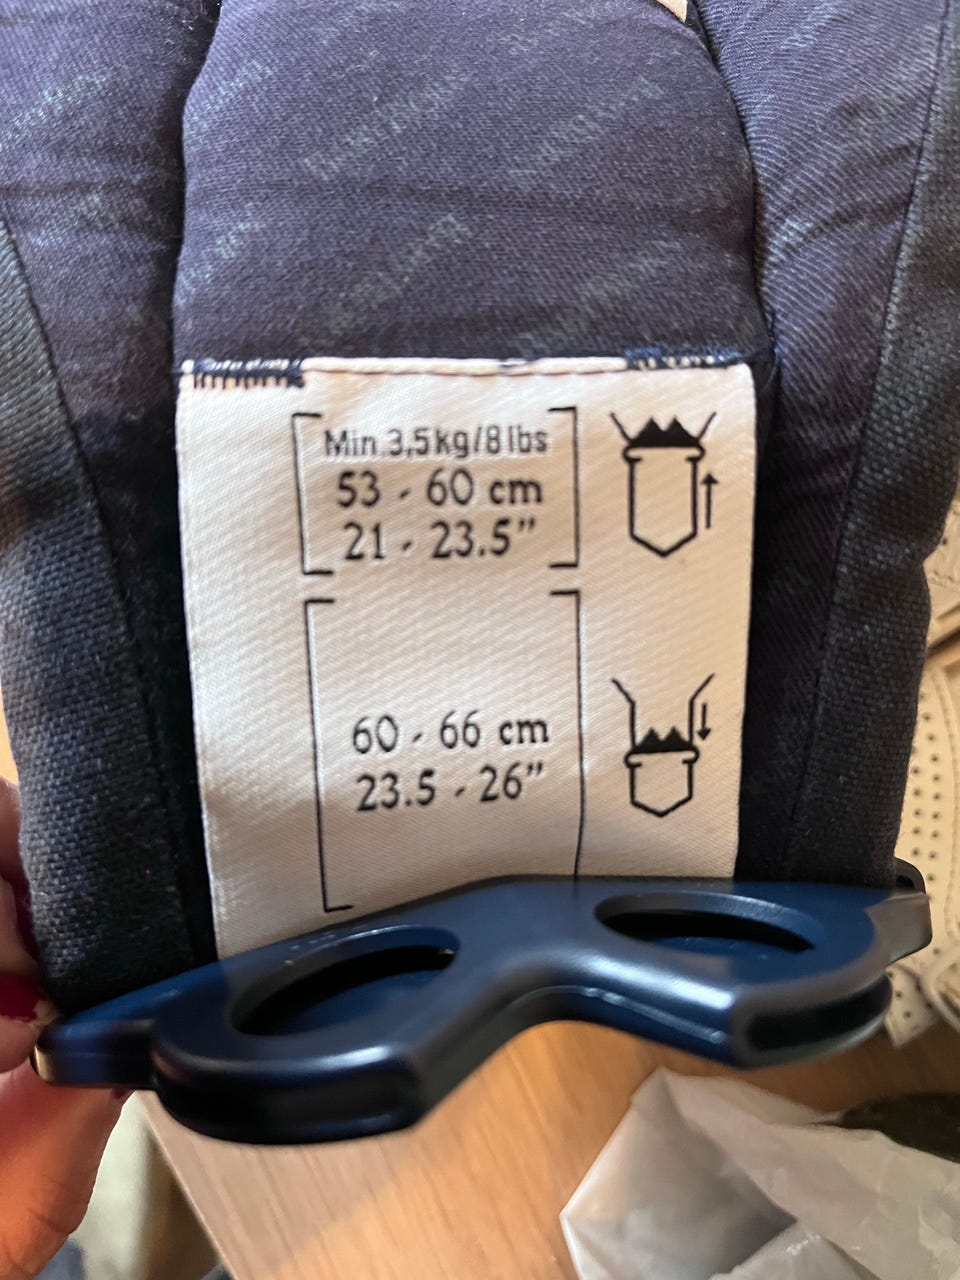 Min.3,5kg/8lbs
53 - 60 cm
21 - 23.5”
60 - 66 cm
23.5 - 26”